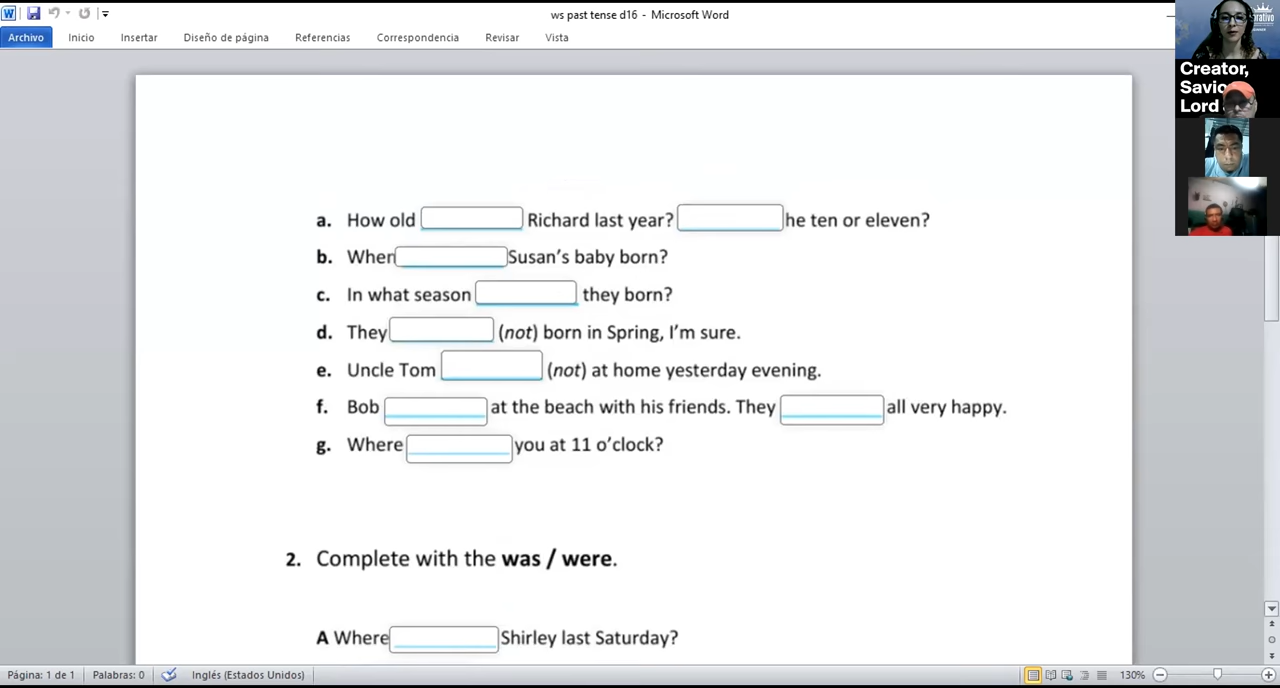 ws past tense d16 - Microsoft Word
Archivo Inicio Insertar Diseño de página Referencias Correspondencia Revisar Vista
Creator,
Lord
a. How old Richard last year? he ten or eleven?
b. When Susan's baby born?
c. In what season they born?
d. They (not) born in Spring, I'm sure.
e. Uncle Tom (not) at home yesterday evening.
f. Bob at the beach with his friends. They all very happy.
g. Where you at 11 o'clock?
2. Complete with the was / were.
A Where Shirley last Saturday?
Página: 1 de 1 Palabras: 0 Inglés (Estados Unidos) 130%